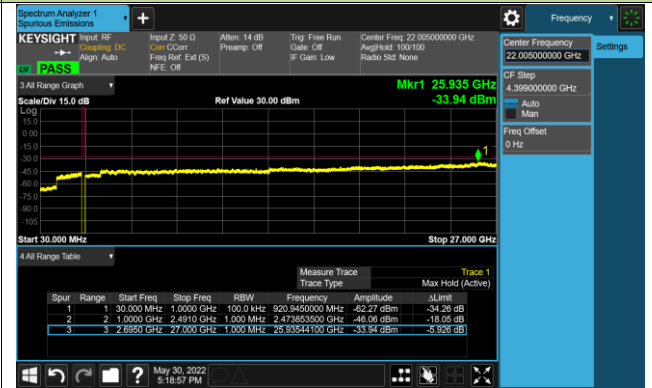 Spectrum Analyzer 1
Spurious Emissions
Frequency
KEYSIGHT Input: RF
Coupling: DC
Align: Auto
Input Z: 50 Ω
Corr CCorr
Freq Ref: Ext (S)
NFE: Off
Atten: 14 dB
Preamp: Off
Trig: Free Run
Gate: Off
IF Gain: Low
Center Freq: 22.005000000 GHz
Avg|Hold: 100/100
Radio Std: None
PASS
Center Frequency
22.005000000 GHz
Settings
CF Step
4.399000000 GHz
Auto
Man
Freq Offset
0 Hz
3 All Range Graph
Mkr1 25.935 GHz
-33.94 dBm
Scale/Div 15.0 dB
Ref Value 30.00 dBm
Log
15.0
0.00
-15.0
-30.0
-45.0
-60.0
-75.0
-90.0
-105
1
Start 30.000 MHz
Stop 27.000 GHz
4 All Range Table
Measure Trace Trace 1
Trace Type Max Hold (Active)
Spur Range Start Freq Stop Freq RBW Frequency Amplitude ΔLimit
1 1 30.000 MHz 1.0000 GHz 100.0 kHz 920.9450000 MHz -62.27 dBm -34.26 dB
2 2 1.0000 GHz 2.4910 GHz 1.000 MHz 2.473853500 GHz -46.06 dBm -18.05 dB
3 3 2.6950 GHz 27.000 GHz 1.000 MHz 25.93544100 GHz -33.94 dBm -5.926 dB
May 30, 2022
5:18:57 PM